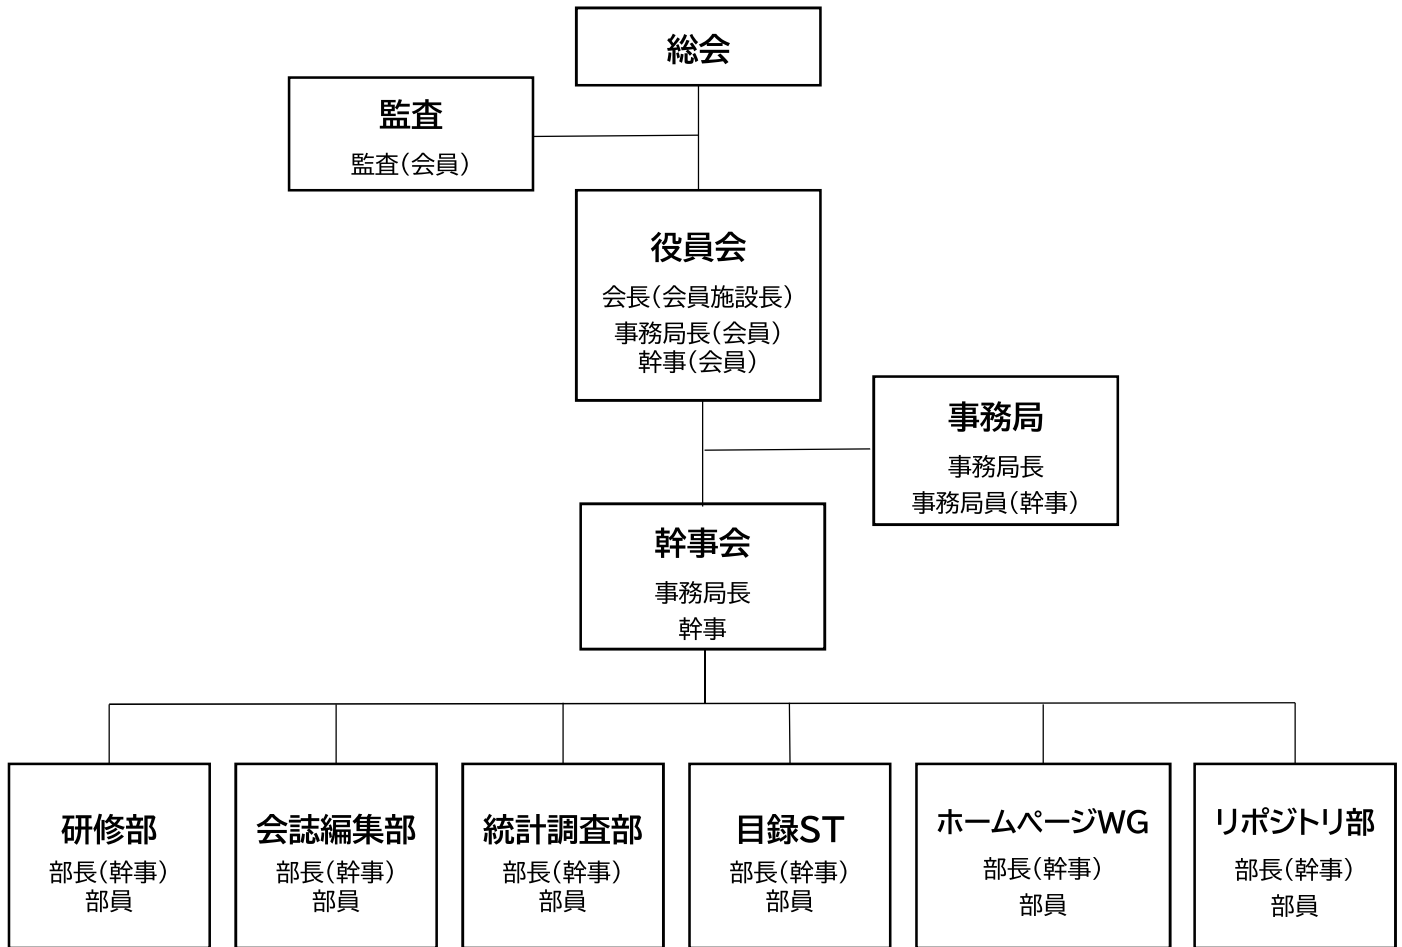 総会
監査
監査(会員)
役員会
会長(会員施設長)
事務局長(会員)
幹事(会員)
事務局
事務局長
事務局員(幹事)
幹事会
事務局長
幹事
研修部
部長(幹事)
部員
会誌編集部
部長(幹事)
部員
統計調査部
部長(幹事)
部員
目録ST
部長(幹事)
部員
ホームページWG
部長(幹事)
部員
リポジトリ部
部長(幹事)
部員